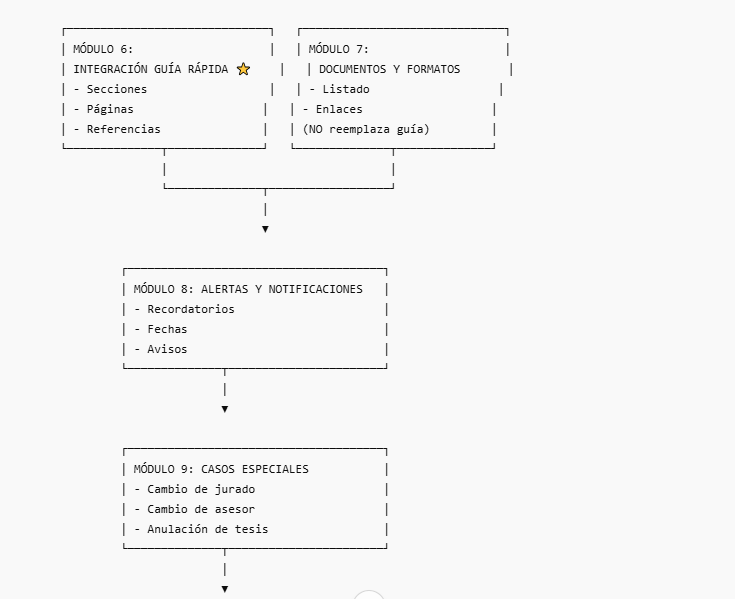 MÓDULO 6:
INTEGRACIÓN GUÍA RÁPIDA ⭐
- Secciones
- Páginas
- Referencias
MÓDULO 7:
DOCUMENTOS Y FORMATOS
- Listado
- Enlaces
(NO reemplaza guía)
MÓDULO 8: ALERTAS Y NOTIFICACIONES
- Recordatorios
- Fechas
- Avisos
MÓDULO 9: CASOS ESPECIALES
- Cambio de jurado
- Cambio de asesor
- Anulación de tesis